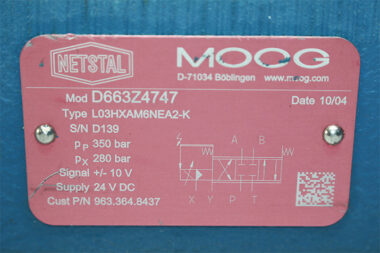 NETSTAL
MOOG
D-71034 Böblingen www.moog.com
Mod D663Z4747 Date 10/04
Type L03HXAM6NEA2-K
S/N D139
pP 350 bar
pX 280 bar
Signal +/- 10 V
Supply 24 V DC
Cust P/N 963.364.8437
A B
X Y P T